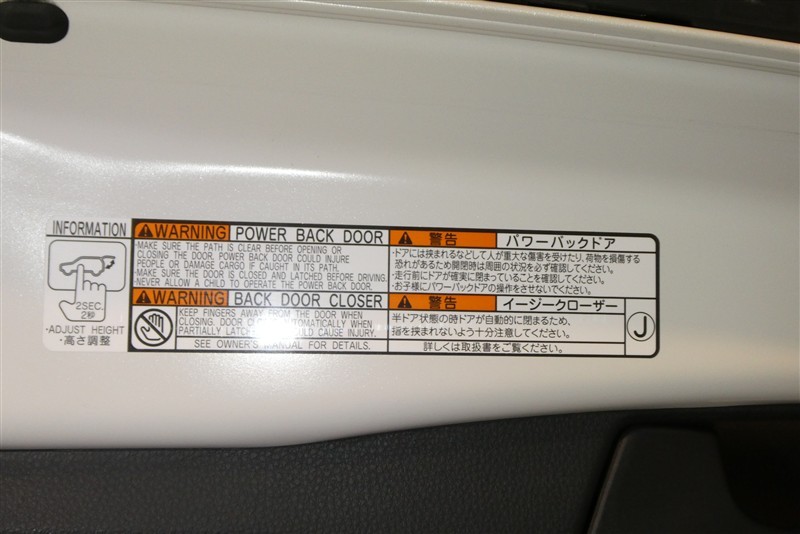 INFORMATION
2SEC.
2秒
·ADJUST HEIGHT
·高さ調整
WARNING POWER BACK DOOR
·MAKE SURE THE PATH IS CLEAR BEFORE OPENING OR
CLOSING THE DOOR. POWER BACK DOOR COULD INJURE
PEOPLE OR DAMAGE CARGO IF CAUGHT IN ITS PATH.
·MAKE SURE THE DOOR IS CLOSED AND LATCHED BEFORE DRIVING.
·NEVER ALLOW A CHILD TO OPERATE THE POWER BACK DOOR.
警告 パワーバックドア
·ドアには挟まれるなどして人が重大な傷害を受けたり、荷物を損傷する
恐れがあるため開閉時は周囲の状況を必ず確認してください。
·走行前にドアが確実に閉まっていることを確認してください。
·お子様にパワーバックドアの操作をさせないでください。
WARNING BACK DOOR CLOSER
KEEP FINGERS AWAY FROM THE DOOR WHEN
CLOSING. DOOR AUTOMATICALLY WHEN
PARTIALLY LATCH COULD CAUSE INJURY.
SEE OWNER'S MANUAL FOR DETAILS.
警告 イージークローザー
半ドア状態の時ドアが自動的に閉まるため、
指を挟まれないよう十分注意してください。
詳しくは取扱書をご覧ください。
J